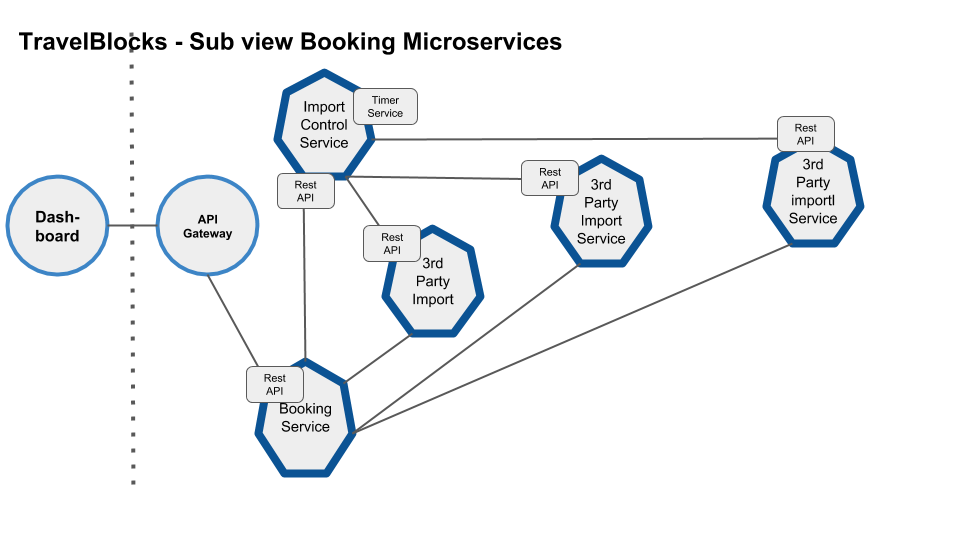 TravelBlocks - Sub view Booking Microservices
Import
Control
Service
Timer
Service
Rest
API
Rest
API
3rd
Party
importI
Service
Rest
API
3rd
Party
Import
Service
Dash-
board
API
Gateway
Rest
API
3rd
Party
Import
Rest
API
Booking
Service